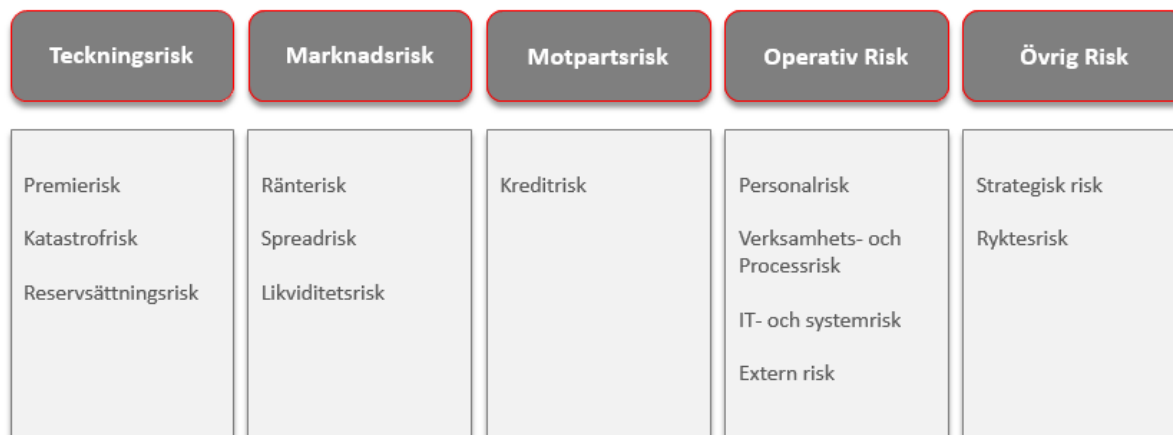 Teckningsrisk
Marknadsrisk
Motpartsrisk
Operativ Risk
Övrig Risk
Premierisk
Katastrofrisk
Reservsättningsrisk
Ränterisk
Spreadrisk
Likviditetsrisk
Kreditrisk
Personalrisk
Verksamhets- och
Processrisk
IT- och systemrisk
Extern risk
Strategisk risk
Ryktesrisk